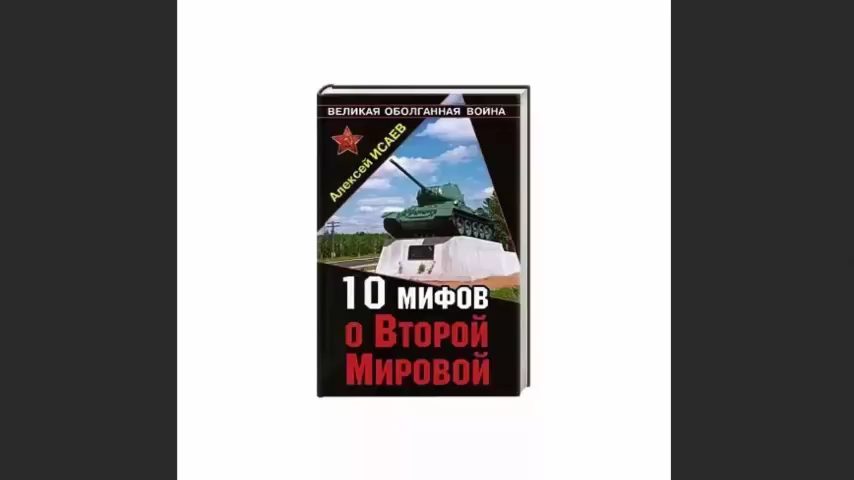 ВЕЛИКАЯ ОБОЛГАННАЯ ВОЙНА
Алексей ИСАЕВ
10 МИФОВ
О ВТОРОЙ
МИРОВОЙ